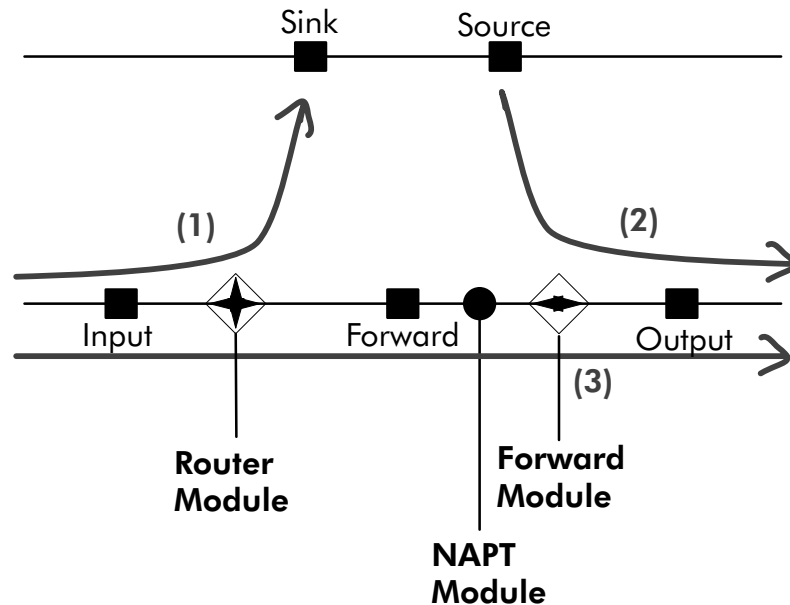 Sink
Source
(1)
(2)
Input
Forward
Output
(3)
Router
Module
Forward
Module
NAPT
Module